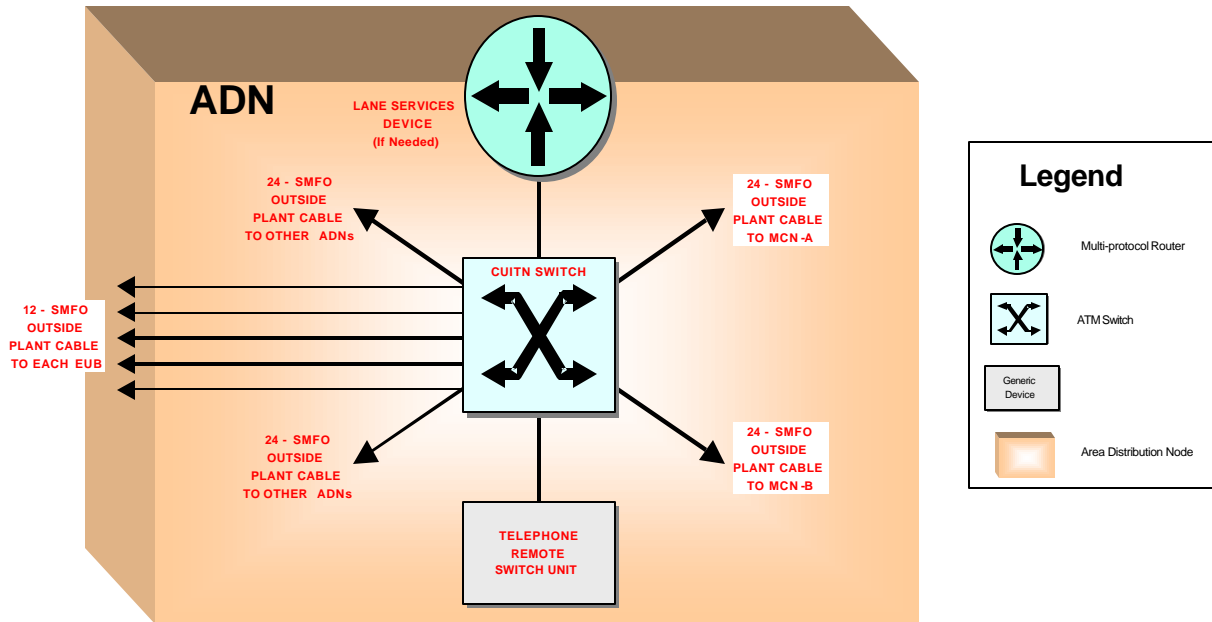 ADN
LANE SERVICES
DEVICE
(If Needed)
24 - SMFO
OUTSIDE
PLANT CABLE
TO OTHER ADNs
24 - SMFO
OUTSIDE
PLANT CABLE
TO MCN-A
CUITN SWITCH
12 - SMFO
OUTSIDE
PLANT CABLE
TO EACH EUB
24 - SMFO
OUTSIDE
PLANT CABLE
TO OTHER ADNs
24 - SMFO
OUTSIDE
PLANT CABLE
TO MCN-B
TELEPHONE
REMOTE
SWITCH UNIT
Legend
Multi-protocol Router
ATM Switch
Generic
Device
Area Distribution Node